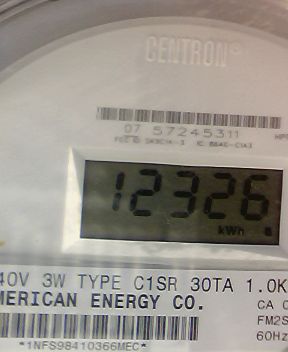 CENTRON®
07 57245311
12326
kWh
40V 3W TYPE C1SR 30TA 1.0K
MERICAN ENERGY CO.
CA 0
FM2S
60Hz
*1NFS98410366MEC*